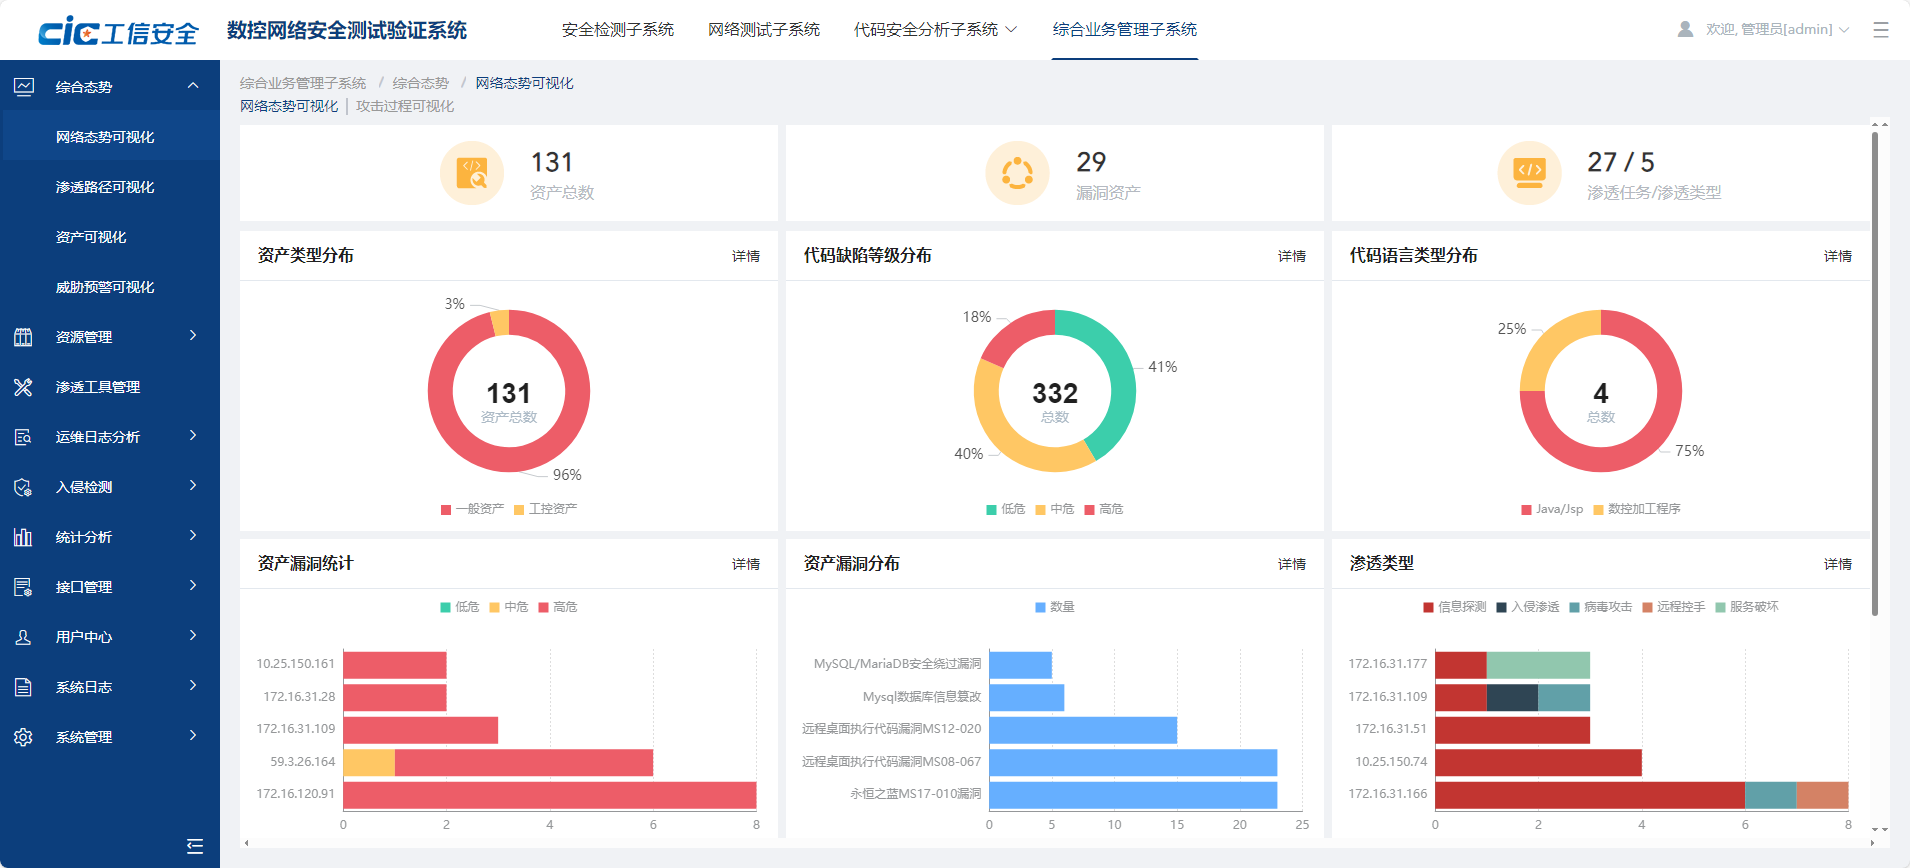 cic工信安全
数控网络安全测试验证系统
安全检测子系统
网络测试子系统
代码安全分析子系统
综合业务管理子系统
欢迎, 管理员[admin]
综合态势
网络态势可视化
渗透路径可视化
资产可视化
威胁预警可视化
资源管理
渗透工具管理
运维日志分析
入侵检测
统计分析
接口管理
用户中心
系统日志
系统管理
综合业务管理子系统 / 综合态势 / 网络态势可视化
网络态势可视化 | 攻击过程可视化
131
资产总数
29
漏洞资产
27 / 5
渗透任务/渗透类型
资产类型分布
详情
3%
131
资产总数
96%
一般资产 工控资产
代码缺陷等级分布
详情
18%
41%
332
总数
40%
低危 中危 高危
代码语言类型分布
详情
25%
4
总数
75%
Java/Jsp 数控加工程序
资产漏洞统计
详情
低危 中危 高危
10.25.150.161
172.16.31.28
172.16.31.109
59.3.26.164
172.16.120.91
0 2 4 6 8
资产漏洞分布
详情
数量
MySQL/MariaDB安全绕过漏洞
Mysql数据库信息篡改
远程桌面执行代码漏洞MS12-020
远程桌面执行代码漏洞MS08-067
永恒之蓝MS17-010漏洞
0 5 10 15 20 25
渗透类型
详情
信息探测 入侵渗透 病毒攻击 远程控手 服务破坏
172.16.31.177
172.16.31.109
172.16.31.51
10.25.150.74
172.16.31.166
0 2 4 6 8